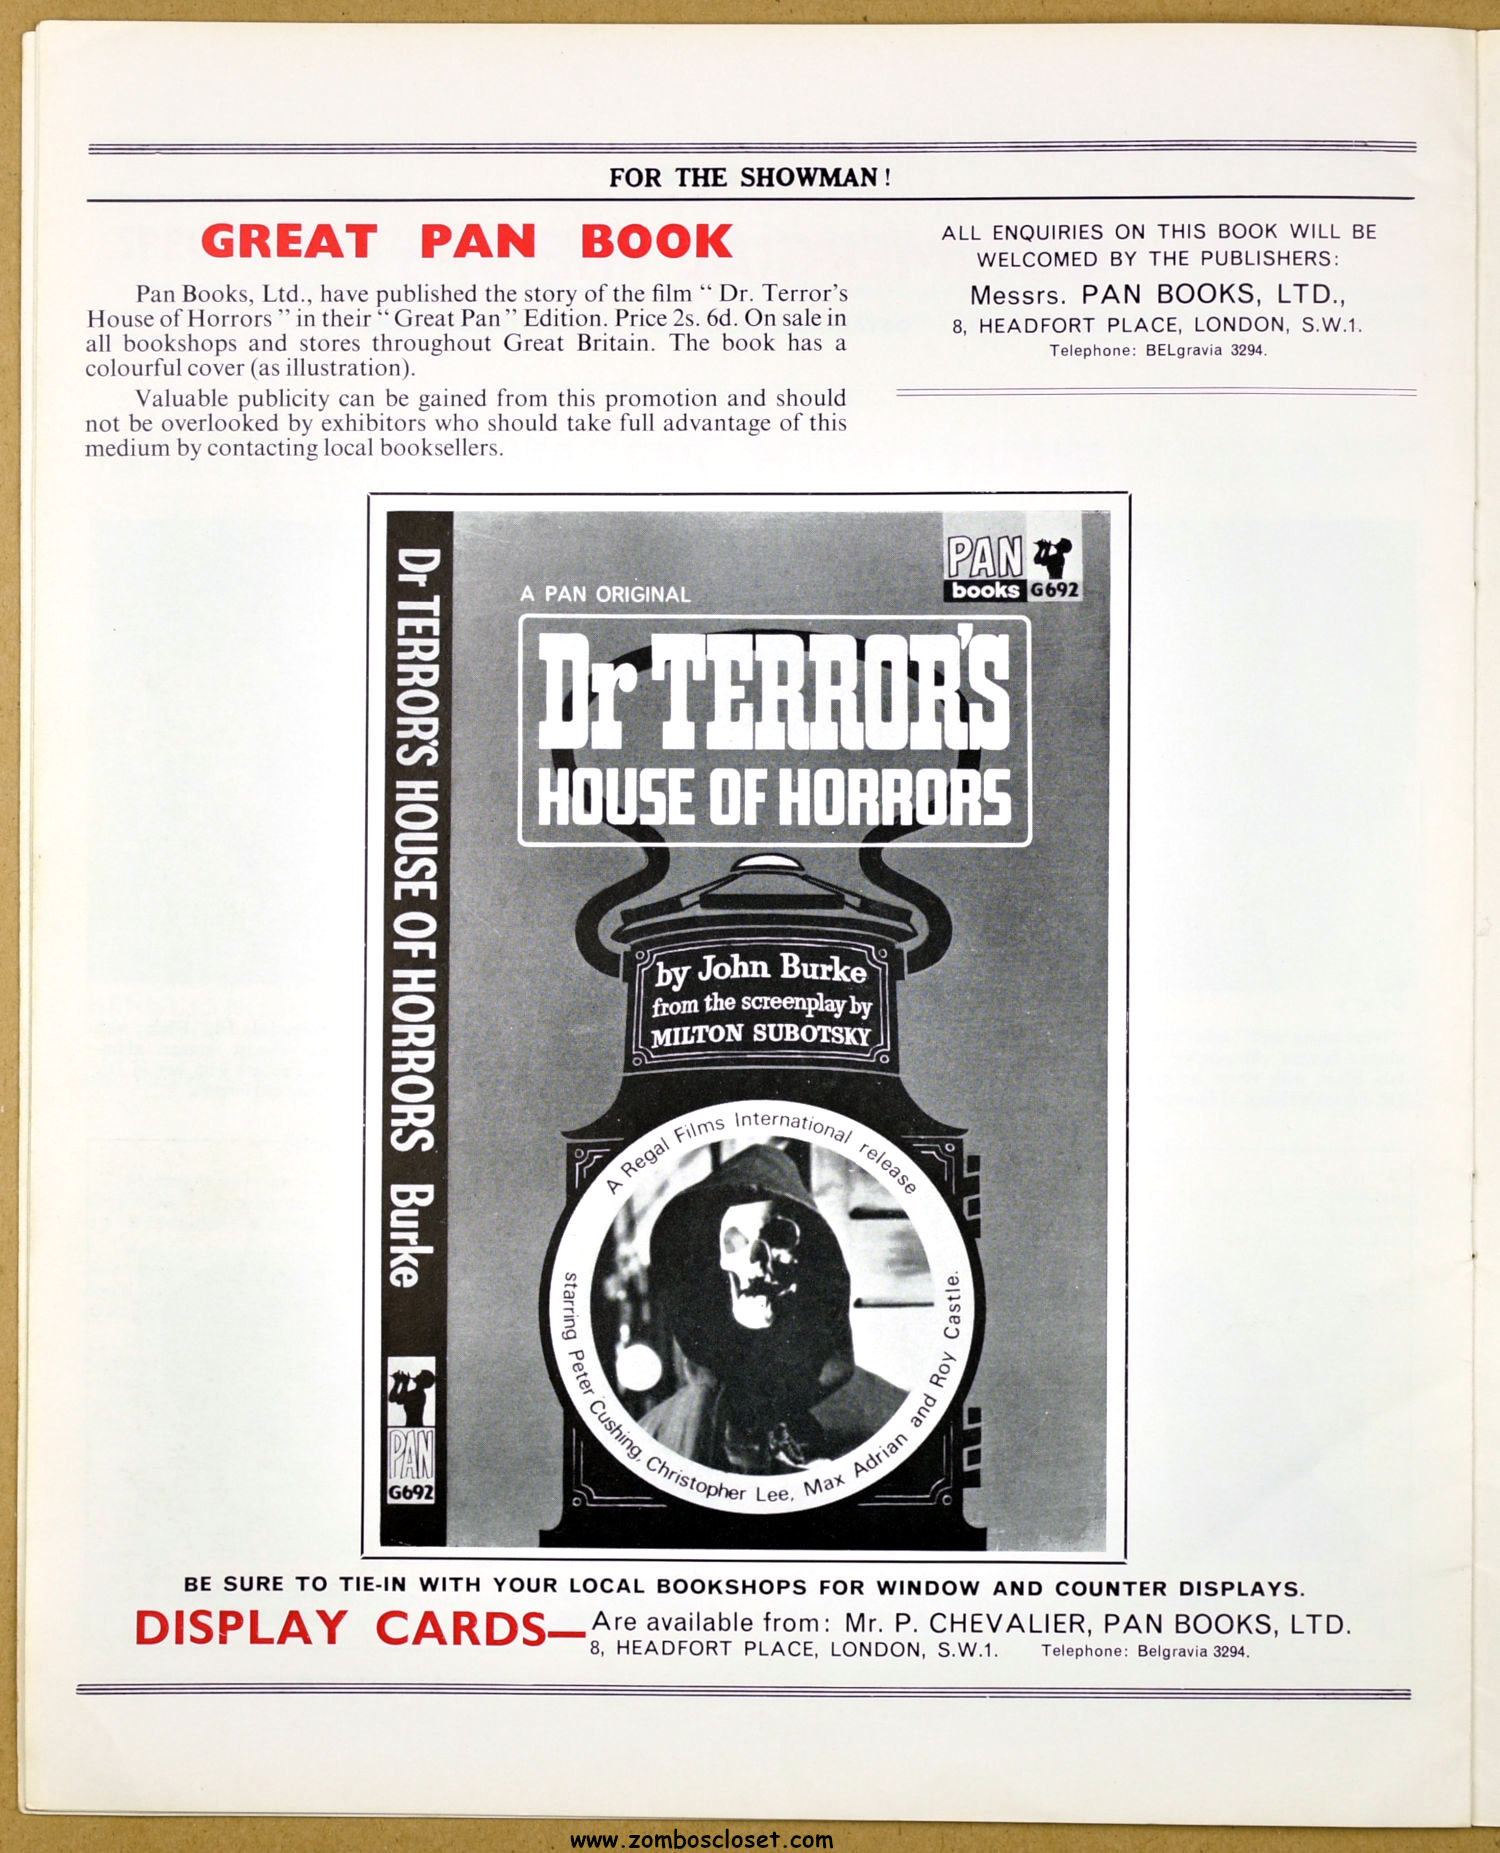 FOR THE SHOWMAN!
GREAT PAN BOOK
Pan Books, Ltd., have published the story of the film “ Dr. Terror's
House of Horrors ” in their “ Great Pan ” Edition. Price 2s. 6d. On sale in
all bookshops and stores throughout Great Britain. The book has a
colourful cover (as illustration).
Valuable publicity can be gained from this promotion and should
not be overlooked by exhibitors who should take full advantage of this
medium by contacting local booksellers.
ALL ENQUIRIES ON THIS BOOK WILL BE
WELCOMED BY THE PUBLISHERS:
Messrs. PAN BOOKS, LTD.,
8, HEADFORT PLACE, LONDON, S.W.1.
Telephone: BELgravia 3294.
Dr TERROR'S HOUSE OF HORRORS Burke
PAN
G692
PAN
books G692
A PAN ORIGINAL
Dr TERROR'S
HOUSE OF HORRORS
by John Burke
from the screenplay by
MILTON SUBOTSKY
A Regal Films International release
starring Peter Cushing, Christopher Lee, Max Adrian and Roy Castle.
BE SURE TO TIE-IN WITH YOUR LOCAL BOOKSHOPS FOR WINDOW AND COUNTER DISPLAYS.
DISPLAY CARDS—Are available from: Mr. P. CHEVALIER, PAN BOOKS, LTD.
8, HEADFORT PLACE, LONDON, S.W.1. Telephone: Belgravia 3294.
www.zomboscloset.com